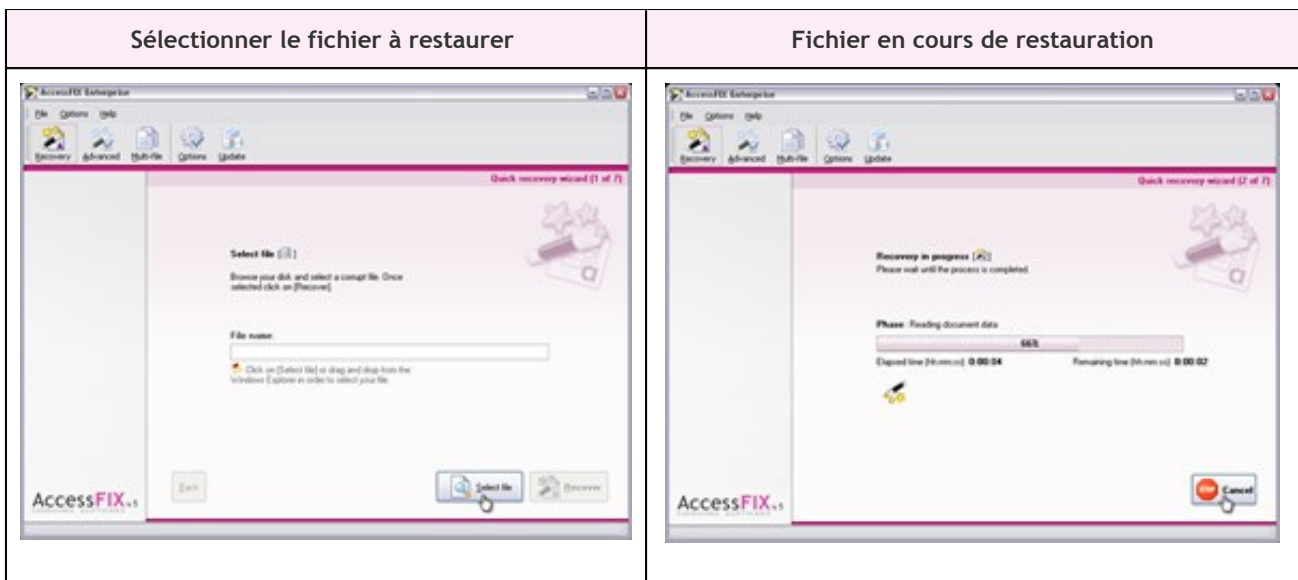 Sélectionner le fichier à restaurer
Fichier en cours de restauration
AccessFIX Enterprise
File Options Help
Recovery Advanced Multi-file Options Update
Quick recovery wizard (1 of 7)
Select file [ ]
Browse your disk and select a corrupt file. Once
selected click on [Recover].
File name:
Click on [Select file] or drag and drop from the
Windows Explorer in order to select your file.
Back
Select file
Recover
AccessFIX v.5
AccessFIX Enterprise
File Options Help
Recovery Advanced Multi-file Options Update
Quick recovery wizard (2 of 7)
Recovery in progress [ ]
Please wait until the process is completed.
Phase: Reading document data
66%
Elapsed time [hh:mm:ss] 0:00:04
Remaining time [hh:mm:ss] 0:00:02
STOP
Cancel
AccessFIX v.5